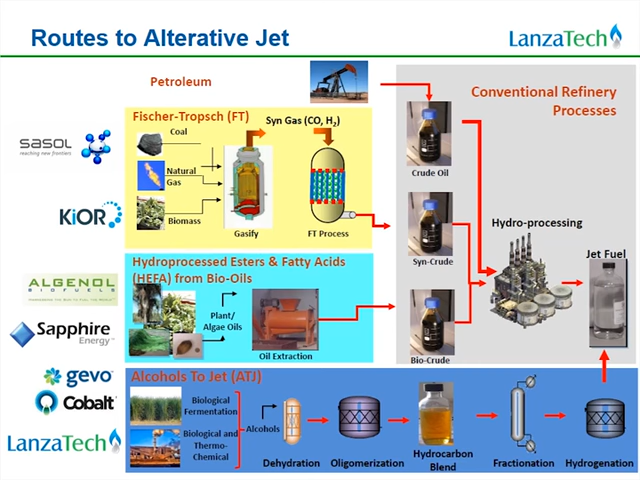 Routes to Alterative Jet
LanzaTech
Petroleum
Conventional Refinery
Processes
Fischer-Tropsch (FT)
Syn Gas (CO, H2)
Coal
Natural
Gas
Biomass
Gasify
FT Process
Crude Oil
Syn-Crude
Bio-Crude
Hydro-processing
Jet Fuel
sasol
reaching new frontiers
KiOR
Hydroprocessed Esters & Fatty Acids
(HEFA) from Bio-Oils
Plant/
Algae Oils
Oil Extraction
ALGENOL
BIOFUELS
Sapphire
Energy
gevo
Cobalt
LanzaTech
Alcohols To Jet (ATJ)
Biological
Fermentation
Biological and
Thermo-
Chemical
Alcohols
Dehydration
Oligomerization
Hydrocarbon
Blend
Fractionation
Hydrogenation